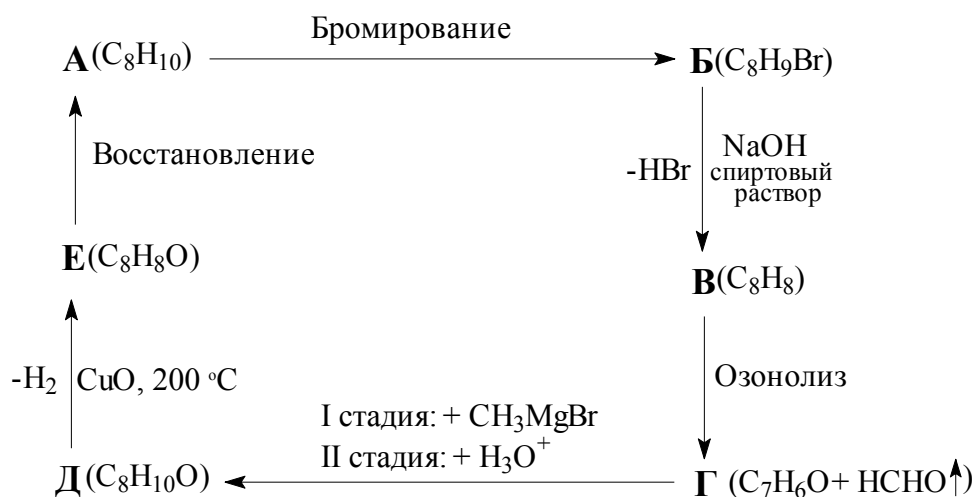 Бромирование
А(C₈H₁₀)
Б(C₈H₉Br)
Восстановление
-HBr
NaOH
спиртовый
раствор
Е(C₈H₈O)
В(C₈H₈)
-H₂
CuO, 200 °C
Озонолиз
I стадия: + CH₃MgBr
II стадия: + H₃O⁺
Д(C₈H₁₀O)
Г (C₇H₆O+ HCHO↑)